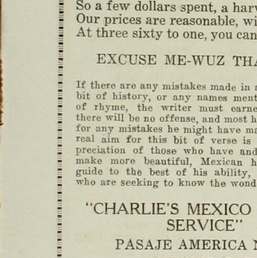 So a few dollars spent, a harv
Our prices are reasonable, wi
At three sixty to one, you can
EXCUSE ME-WUZ THA
If there are any mistakes made in a
bit of history, or any names ment
of rhyme, the writer must earne
there will be no offense, and most h
for any mistakes he might have ma
real aim for this bit of verse is
preciation of those who have and
make more beautiful, Mexican h
guide to the best of his ability,
who are seeking to know the wond
"CHARLIE'S MEXICO
SERVICE"
PASAJE AMERICA N